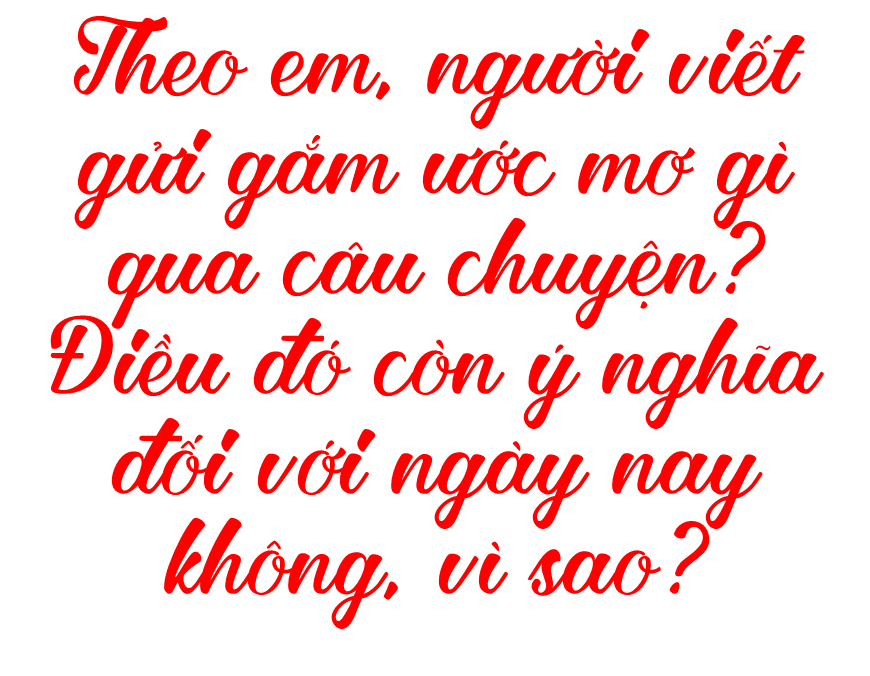 Theo em, người viết
gửi gắm ước mơ gì
qua câu chuyện?
Điều đó còn ý nghĩa
đối với ngày nay
không, vì sao?